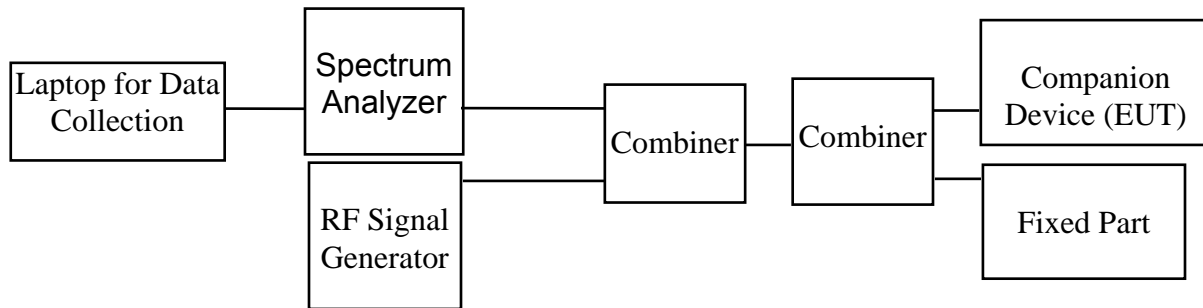 Laptop for Data
Collection
Spectrum
Analyzer
RF Signal
Generator
Combiner
Combiner
Companion
Device (EUT)
Fixed Part